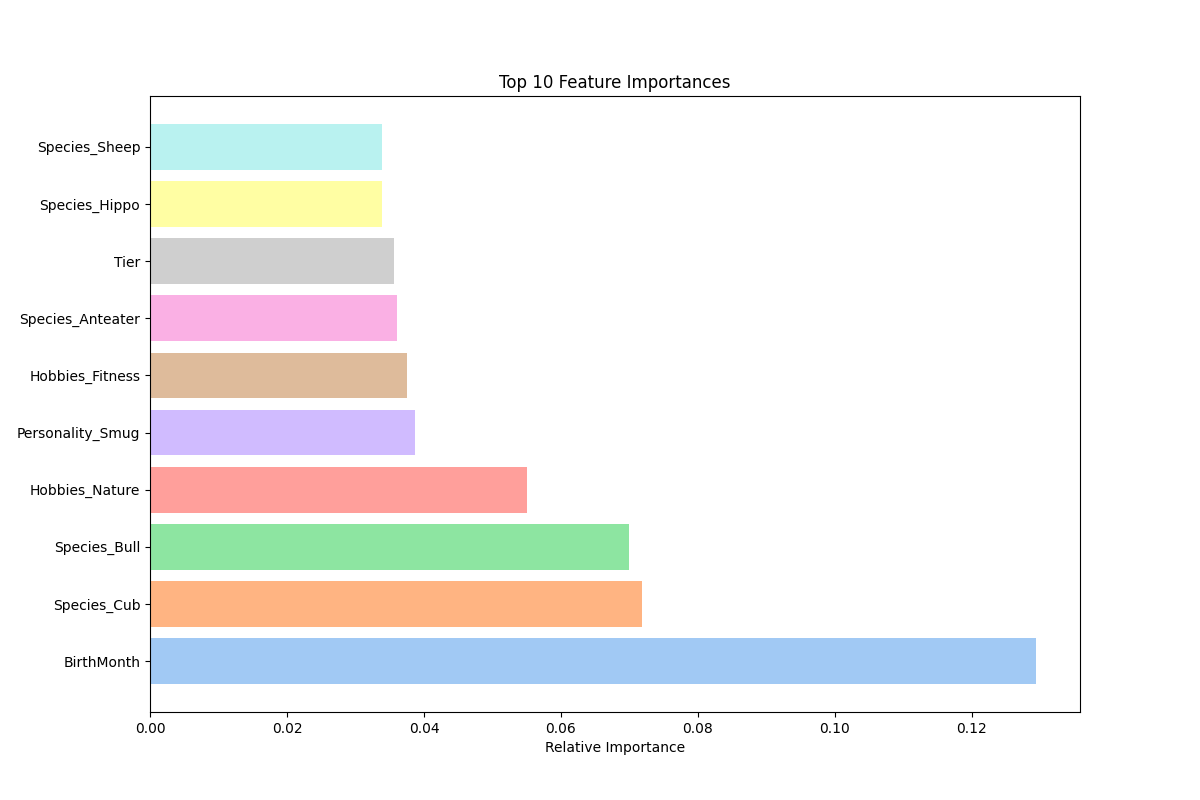 Top 10 Feature Importances
Species_Sheep
Species_Hippo
Tier
Species_Anteater
Hobbies_Fitness
Personality_Smug
Hobbies_Nature
Species_Bull
Species_Cub
BirthMonth
0.00 0.02 0.04 0.06 0.08 0.10 0.12
Relative Importance